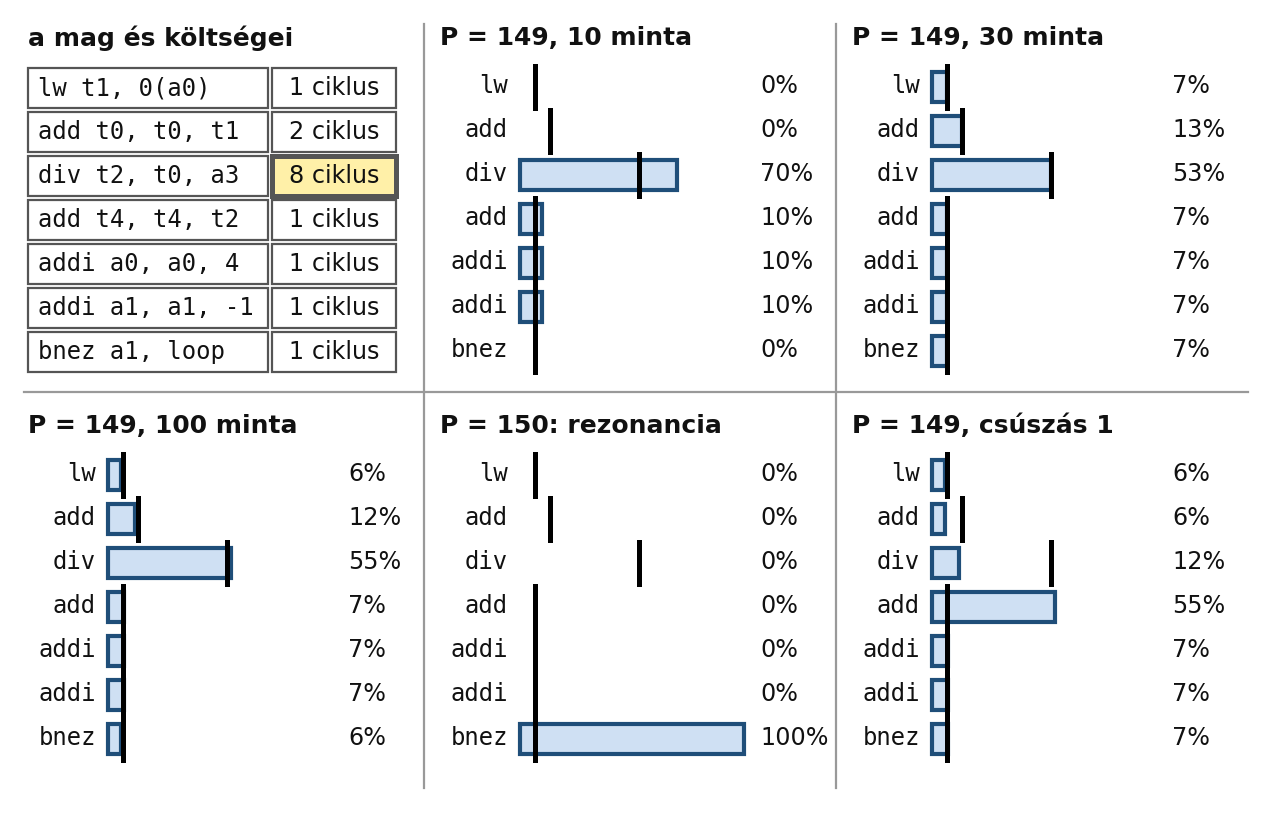 a mag és költségei
lw t1, 0(a0) 1 ciklus
add t0, t0, t1 2 ciklus
div t2, t0, a3 8 ciklus
add t4, t4, t2 1 ciklus
addi a0, a0, 4 1 ciklus
addi a1, a1, -1 1 ciklus
bnez a1, loop 1 ciklus
P = 149, 10 minta
lw 0%
add 0%
div 70%
add 10%
addi 10%
addi 10%
bnez 0%
P = 149, 30 minta
lw 7%
add 13%
div 53%
add 7%
addi 7%
addi 7%
bnez 7%
P = 149, 100 minta
lw 6%
add 12%
div 55%
add 7%
addi 7%
addi 7%
bnez 6%
P = 150: rezonancia
lw 0%
add 0%
div 0%
add 0%
addi 0%
addi 0%
bnez 100%
P = 149, csúszás 1
lw 6%
add 6%
div 12%
add 55%
addi 7%
addi 7%
bnez 7%